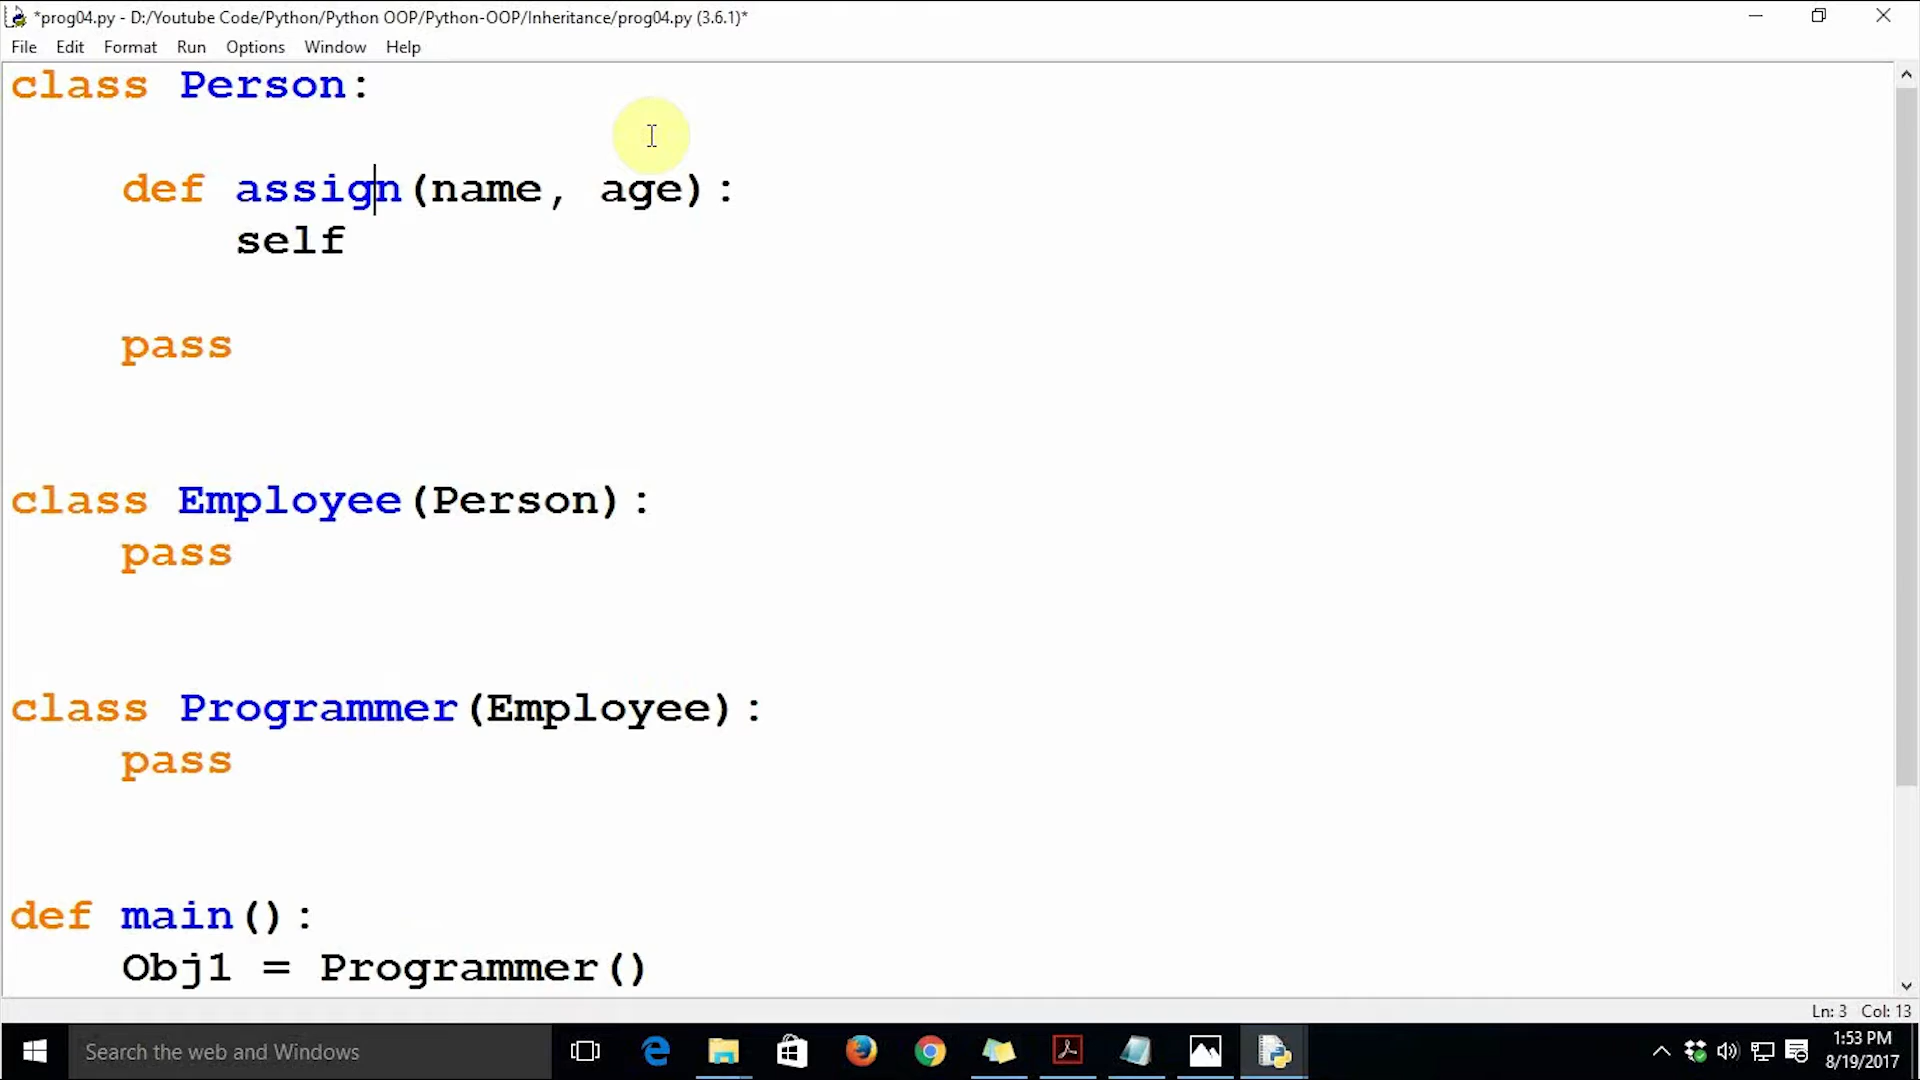 *prog04.py - D:/Youtube Code/Python/Python OOP/Python-OOP/Inheritance/prog04.py (3.6.1)*
File Edit Format Run Options Window Help
class Person:
def assign(name, age):
self
pass
class Employee(Person):
pass
class Programmer(Employee):
pass
def main():
Obj1 = Programmer()
Ln: 3 Col: 13
Search the web and Windows
1:53 PM
8/19/2017